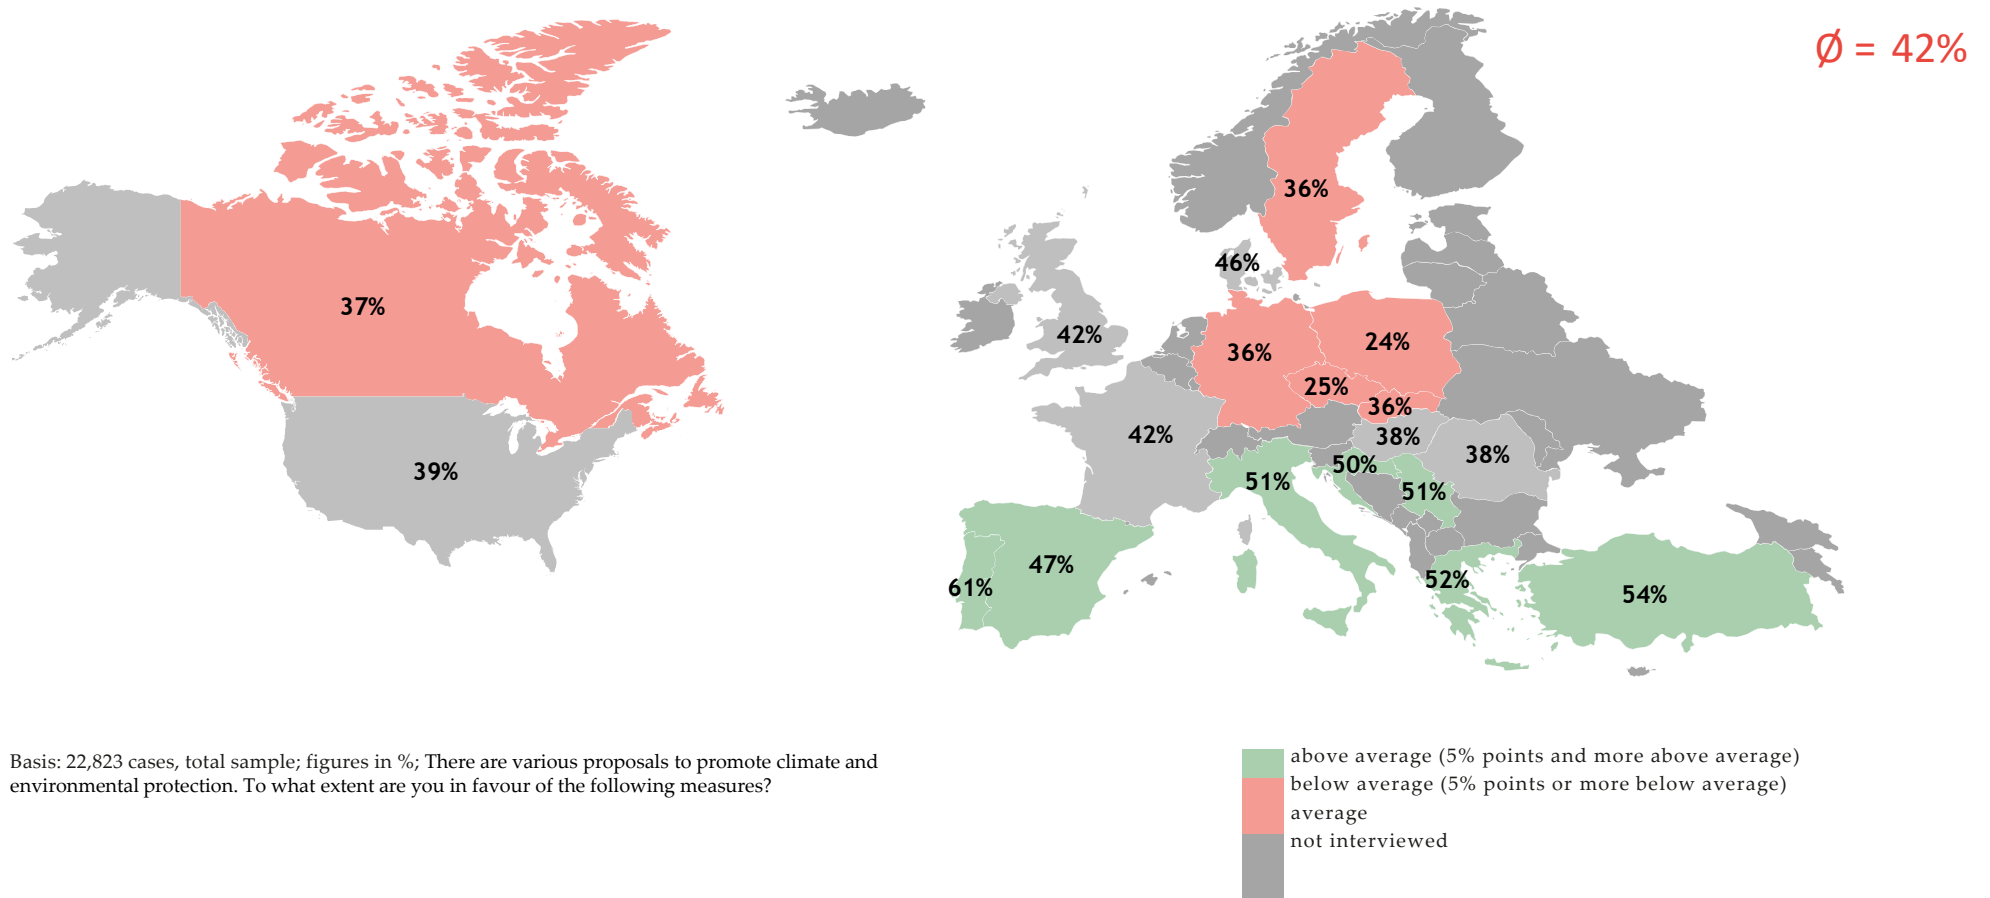 Ø = 42%
36%
46%
37%
42%
36%
24%
25%
36%
42%
38%
38%
39%
50%
51%
51%
47%
61%
52%
54%
Basis: 22,823 cases, total sample; figures in %; There are various proposals to promote climate and
environmental protection. To what extent are you in favour of the following measures?
above average (5% points and more above average)
below average (5% points or more below average)
average
not interviewed